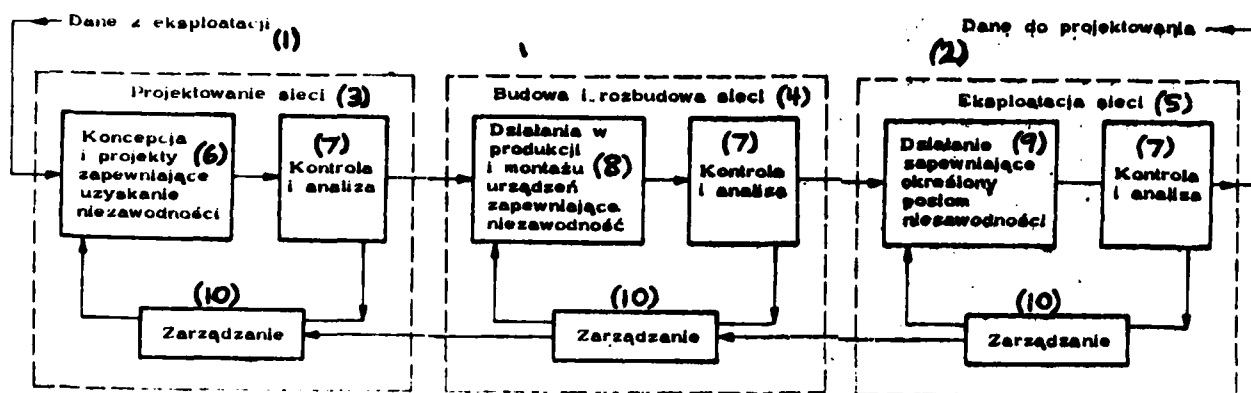 Dane z eksploatacji (1)
Dane do projektowania (2)
Projektowanie sieci (3)
Koncepcja
i projekty (6)
zapewniające
uzyskanie
niezawodności
(7)
Kontrola
i analiza
(10)
Zarządzanie
Budowa i rozbudowa sieci (4)
Działania w
produkcji
i montażu (8)
urządzeń
zapewniające
niezawodność
(7)
Kontrola
i analiza
(10)
Zarządzanie
Eksploatacja sieci (5)
Działanie (9)
zapewniające
określony
poziom
niezawodności
(7)
Kontrola
i analiza
(10)
Zarządzanie